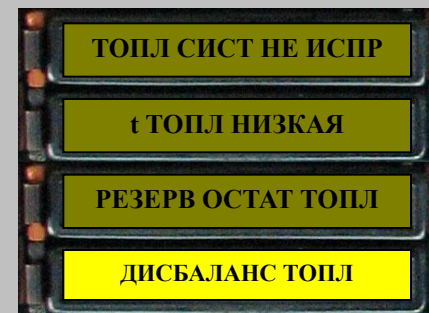 ТОПЛ СИСТ НЕ ИСПР
t ТОПЛ НИЗКАЯ
РЕЗЕРВ ОСТАТ ТОПЛ
ДИСБАЛАНС ТОПЛ